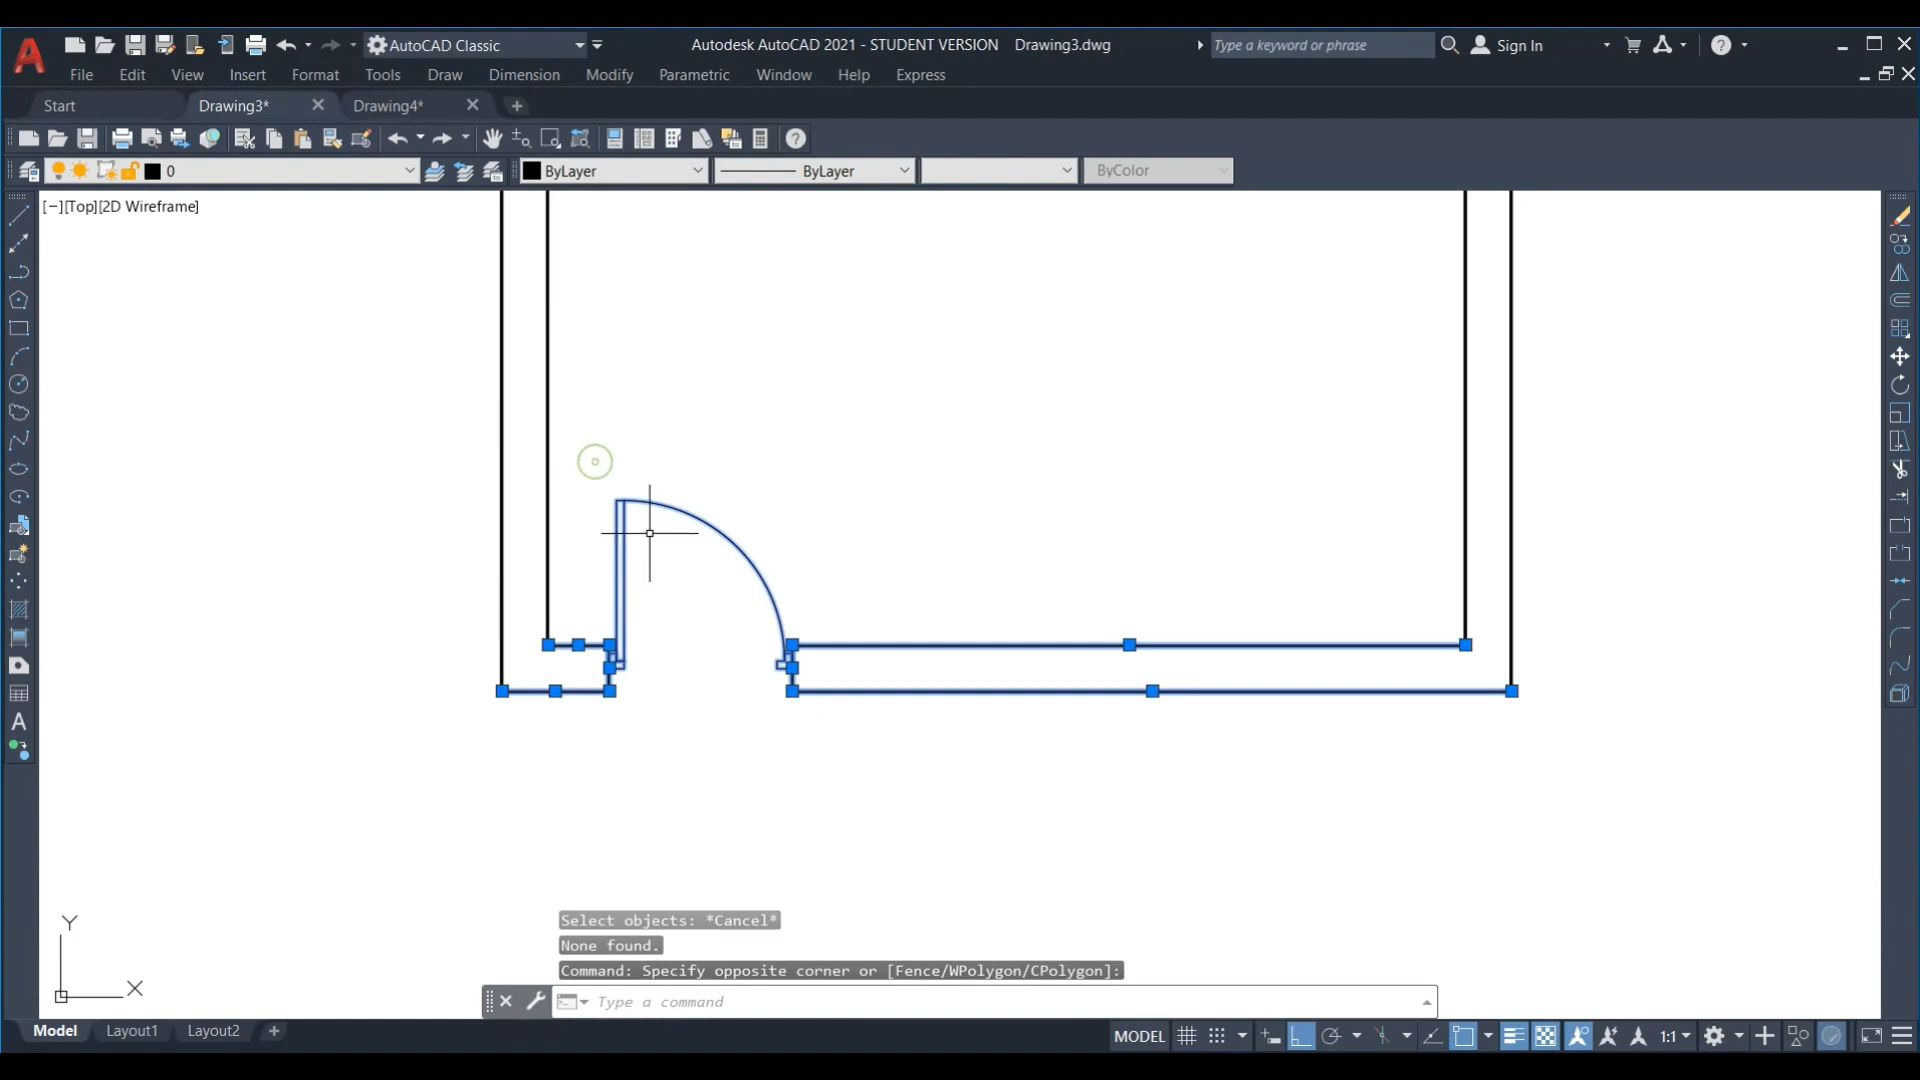 AutoCAD Classic
Autodesk AutoCAD 2021 - STUDENT VERSION Drawing3.dwg
Type a keyword or phrase
Sign In
File Edit View Insert Format Tools Draw Dimension Modify Parametric Window Help Express
Start
Drawing3*
Drawing4*
0
ByLayer
ByLayer
ByColor
[−][Top][2D Wireframe]
Y
X
Select objects: *Cancel*
None found.
Command: Specify opposite corner or [Fence/WPolygon/CPolygon]:
Type a command
Model Layout1 Layout2 +
MODEL
1:1